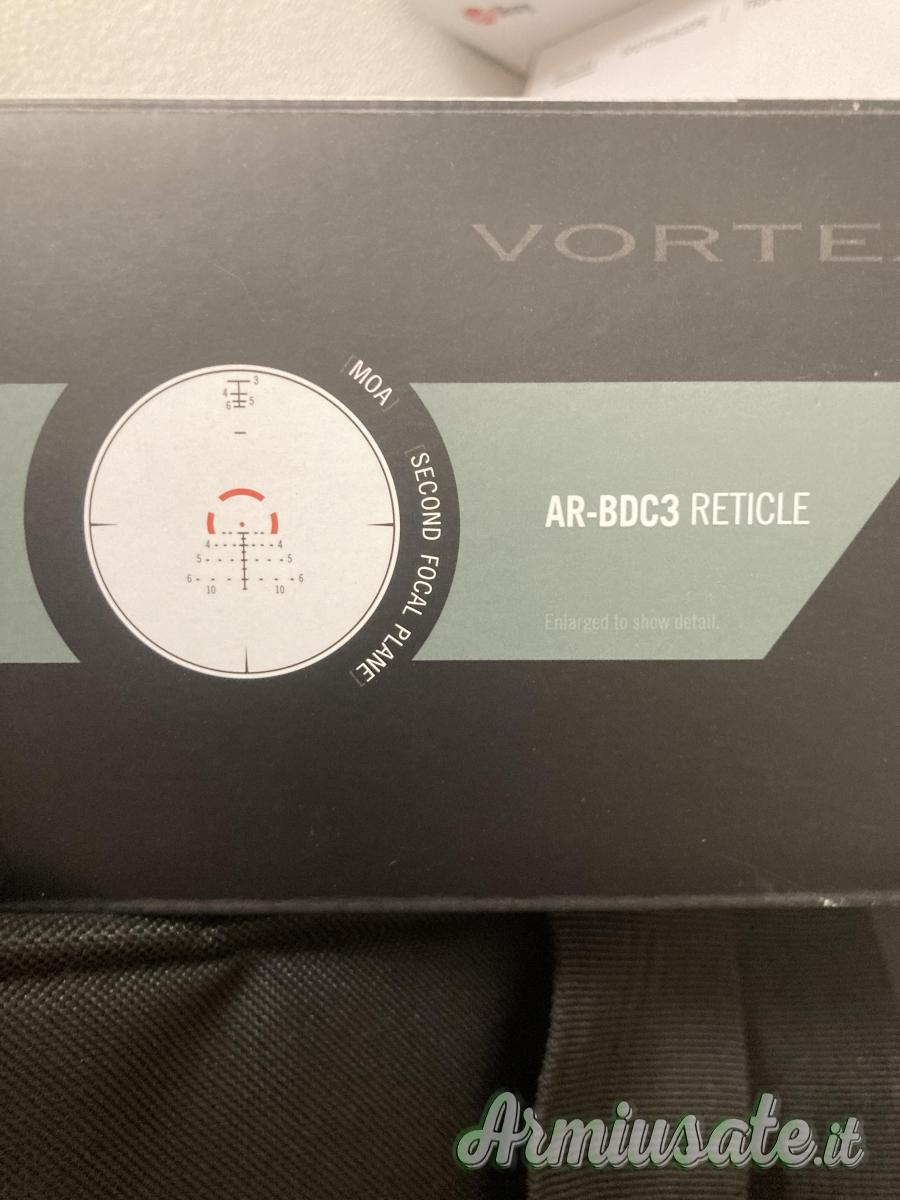 VORTE
[MOA]
[SECOND FOCAL PLANE]
3
4
5
6
4 4
5 5
6 6
10 10
AR-BDC3 RETICLE
Enlarged to show detail.
Armiusate.it